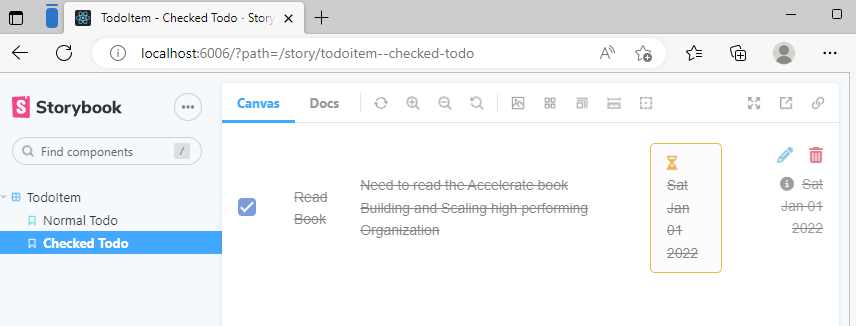 TodoItem - Checked Todo · Story
localhost:6006/?path=/story/todoitem--checked-todo
Storybook
Find components /
TodoItem
Normal Todo
Checked Todo
Canvas Docs
Read
Book
Need to read the Accelerate book
Building and Scaling high performing
Organization
Sat
Jan
01
2022
Sat
Jan 01
2022